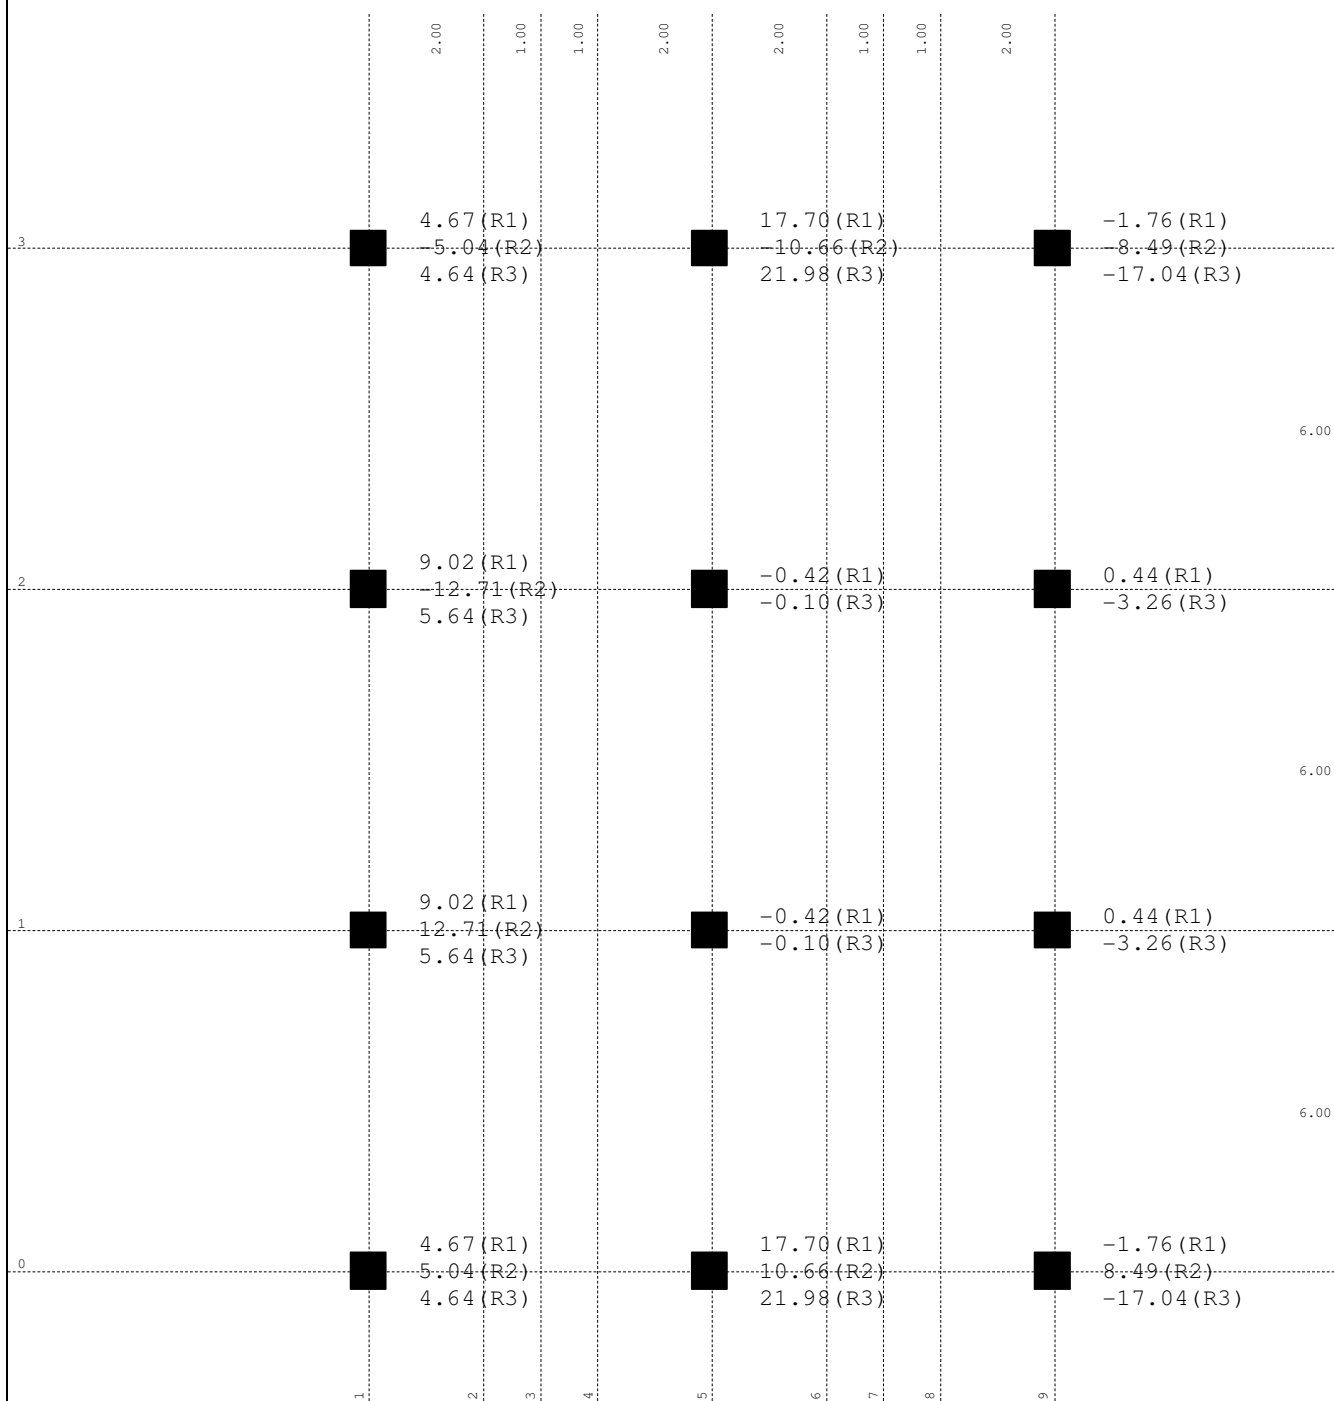 2.00
1.00
1.00
2.00
2.00
1.00
1.00
2.00
3
4.67(R1)
-5.04(R2)
4.64(R3)
17.70(R1)
-10.66(R2)
21.98(R3)
-1.76(R1)
-8.49(R2)
-17.04(R3)
6.00
2
9.02(R1)
-12.71(R2)
5.64(R3)
-0.42(R1)
-0.10(R3)
0.44(R1)
-3.26(R3)
6.00
1
9.02(R1)
12.71(R2)
5.64(R3)
-0.42(R1)
-0.10(R3)
0.44(R1)
-3.26(R3)
6.00
0
4.67(R1)
5.04(R2)
4.64(R3)
17.70(R1)
10.66(R2)
21.98(R3)
-1.76(R1)
8.49(R2)
-17.04(R3)
1
2
3
4
5
6
7
8
9